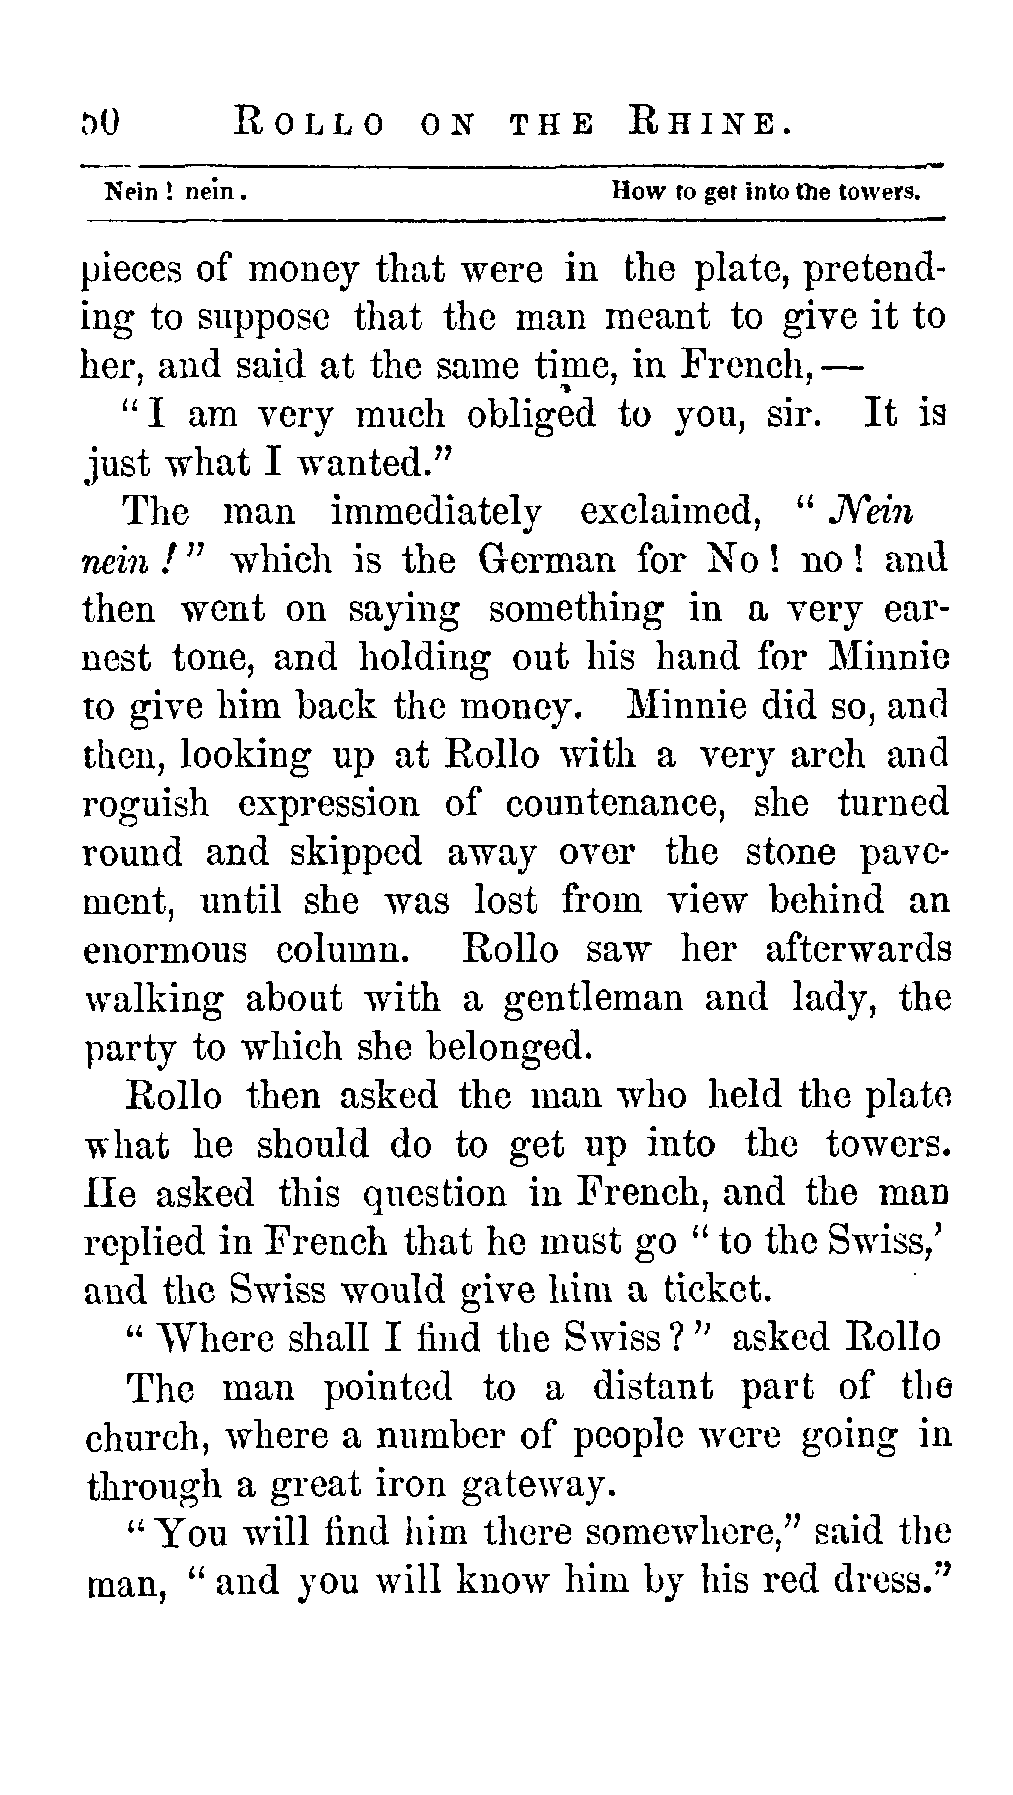 50 ROLLO ON THE RHINE.
Nein! nein. How to get into the towers.
pieces of money that were in the plate, pretend-
ing to suppose that the man meant to give it to
her, and said at the same time, in French,—
“I am very much obliged to you, sir. It is
just what I wanted.”
The man immediately exclaimed, “Nein
nein!” which is the German for No! no! and
then went on saying something in a very ear-
nest tone, and holding out his hand for Minnie
to give him back the money. Minnie did so, and
then, looking up at Rollo with a very arch and
roguish expression of countenance, she turned
round and skipped away over the stone pave-
ment, until she was lost from view behind an
enormous column. Rollo saw her afterwards
walking about with a gentleman and lady, the
party to which she belonged.
Rollo then asked the man who held the plate
what he should do to get up into the towers.
He asked this question in French, and the man
replied in French that he must go “to the Swiss,’
and the Swiss would give him a ticket.
“Where shall I find the Swiss?” asked Rollo
The man pointed to a distant part of the
church, where a number of people were going in
through a great iron gateway.
“You will find him there somewhere,” said the
man, “and you will know him by his red dress.”